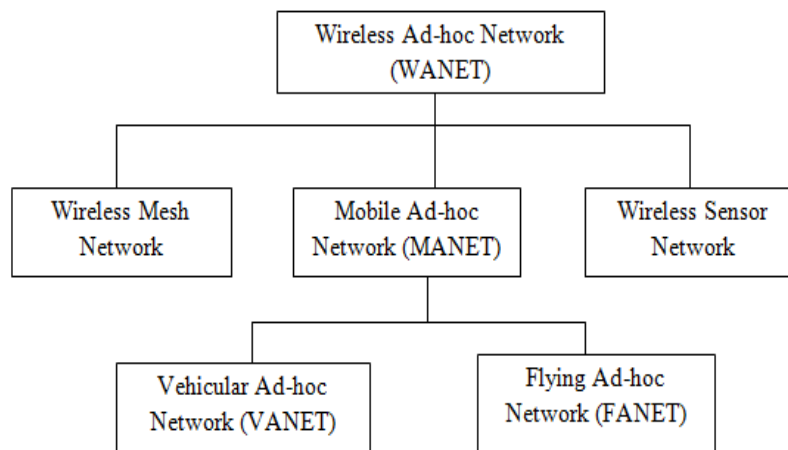 Wireless Ad-hoc Network
(WANET)
Wireless Mesh
Network
Mobile Ad-hoc
Network (MANET)
Wireless Sensor
Network
Vehicular Ad-hoc
Network (VANET)
Flying Ad-hoc
Network (FANET)